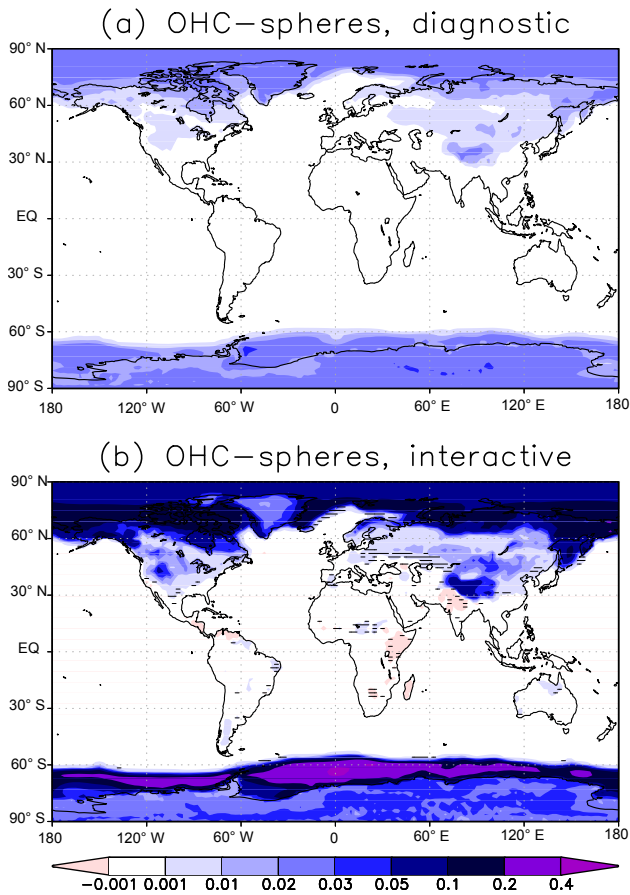 (a) OHC−spheres, diagnostic
90° N
60° N
30° N
EQ
30° S
60° S
90° S
180 120° W 60° W 0 60° E 120° E 180
(b) OHC−spheres, interactive
90° N
60° N
30° N
EQ
30° S
60° S
90° S
180 120° W 60° W 0 60° E 120° E 180
−0.001 0.001 0.01 0.02 0.03 0.05 0.1 0.2 0.4